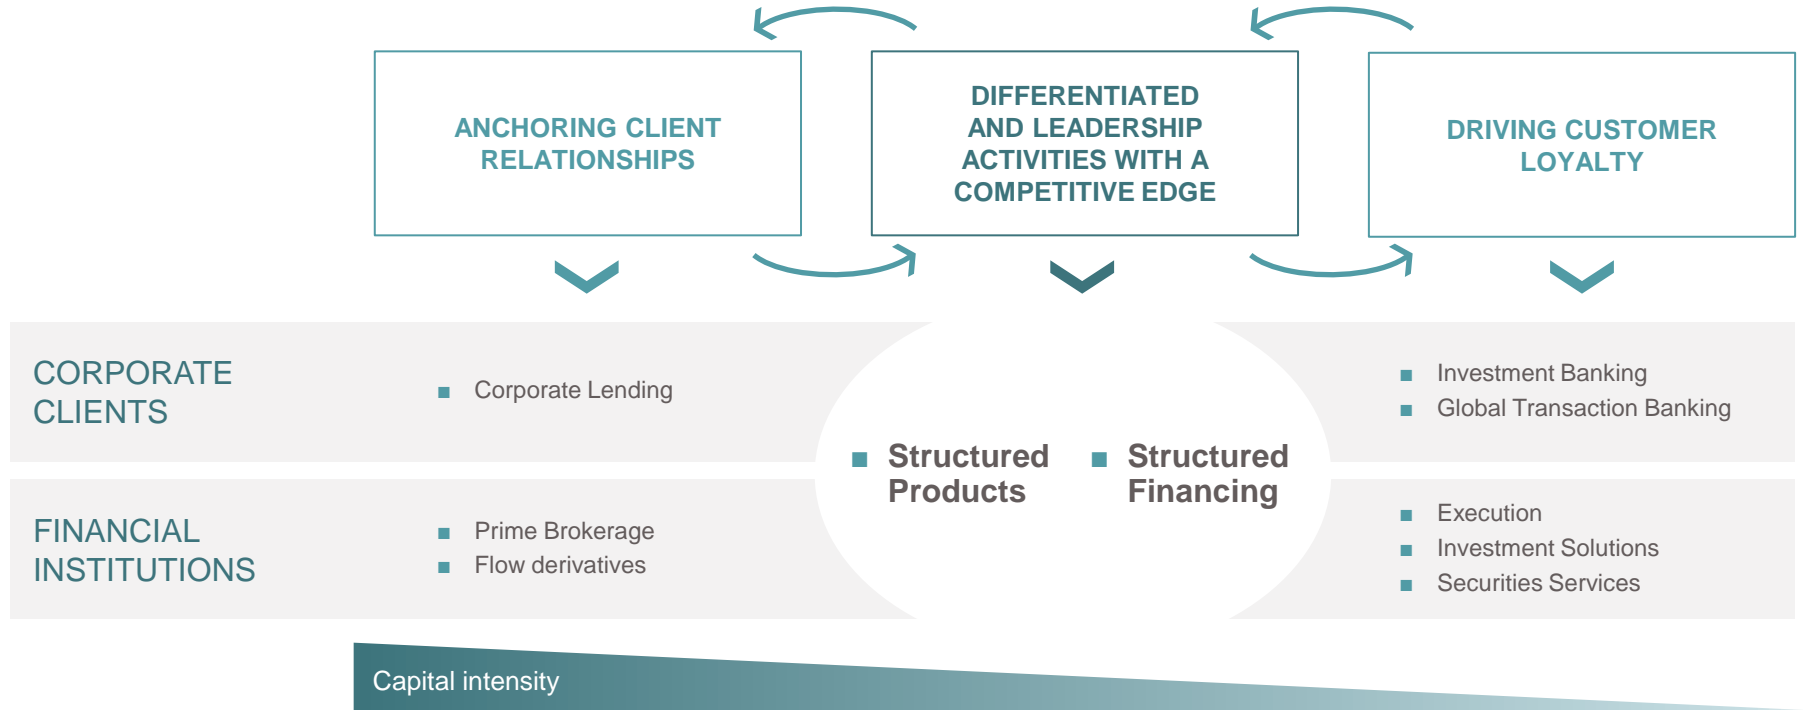 ANCHORING CLIENT
RELATIONSHIPS
DIFFERENTIATED
AND LEADERSHIP
ACTIVITIES WITH A
COMPETITIVE EDGE
DRIVING CUSTOMER
LOYALTY
CORPORATE
CLIENTS
Corporate Lending
Investment Banking
Global Transaction Banking
Structured
Products
Structured
Financing
FINANCIAL
INSTITUTIONS
Prime Brokerage
Flow derivatives
Execution
Investment Solutions
Securities Services
Capital intensity